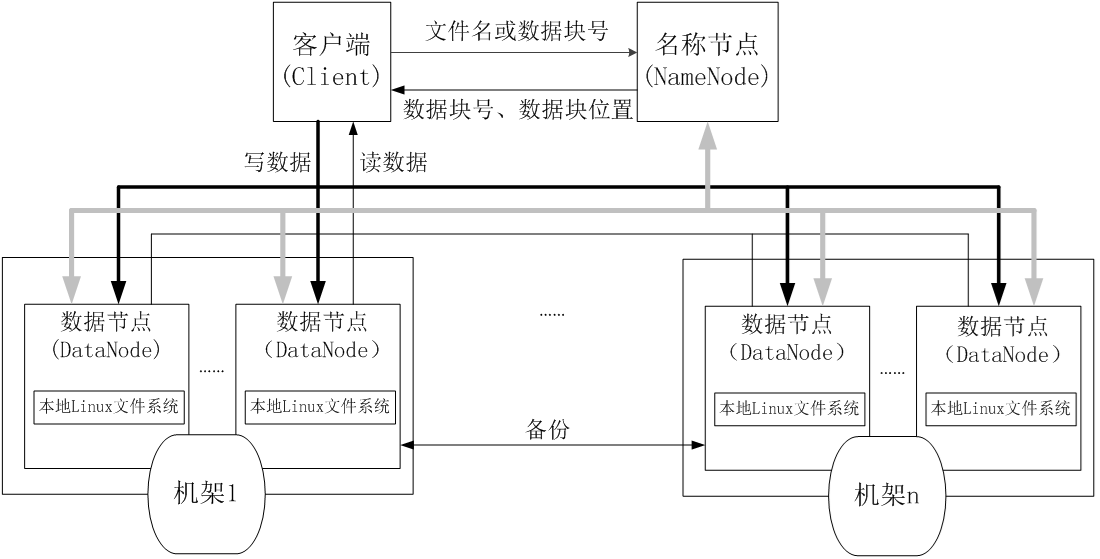 客户端
(Client)
文件名或数据块号
名称节点
(NameNode)
数据块号、数据块位置
写数据
读数据
数据节点
(DataNode)
......
本地Linux文件系统
数据节点
（DataNode）
本地Linux文件系统
......
数据节点
（DataNode）
......
本地Linux文件系统
数据节点
（DataNode）
本地Linux文件系统
备份
机架1
机架n